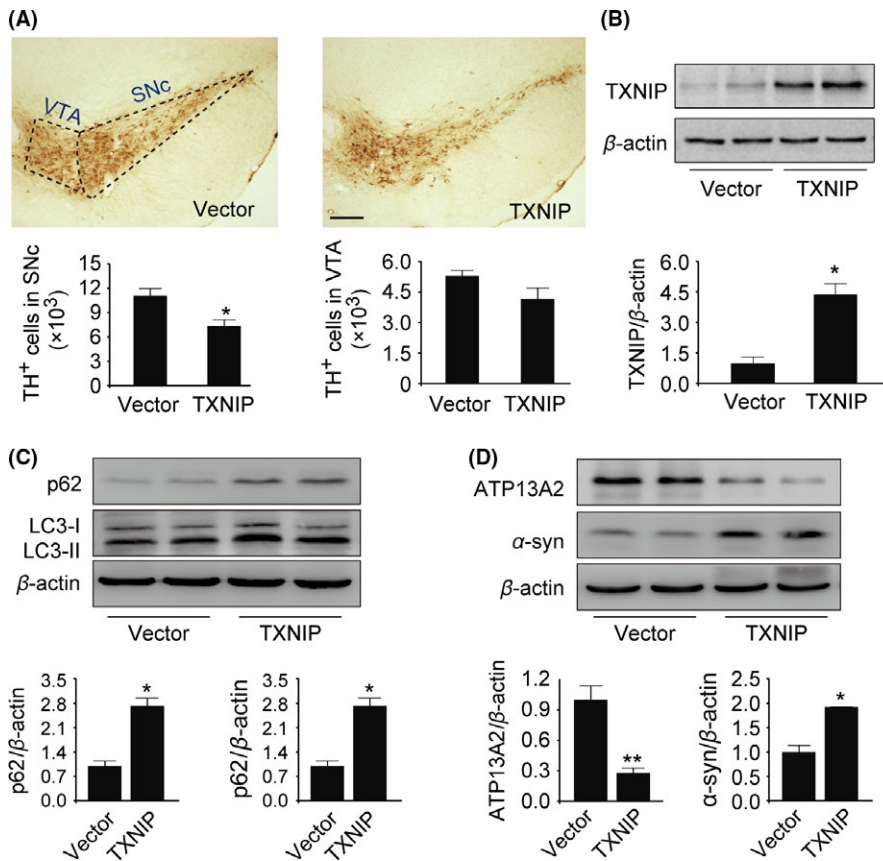 (A)
VTA
SNc
Vector
TXNIP
TH+ cells in SNc
(×10³)
15
12
9
6
3
0
*
Vector TXNIP
TH+ cells in VTA
(×10³)
6.0
4.5
3.0
1.5
0.0
Vector TXNIP
(B)
TXNIP
β-actin
Vector TXNIP
TXNIP/β-actin
6.0
4.5
3.0
1.5
0.0
*
Vector TXNIP
(C)
p62
LC3-I
LC3-II
β-actin
Vector TXNIP
p62/β-actin
3.5
2.8
2.1
1.4
0.7
0.0
*
Vector
TXNIP
p62/β-actin
3.5
2.8
2.1
1.4
0.7
0.0
*
Vector
TXNIP
(D)
ATP13A2
α-syn
β-actin
Vector TXNIP
ATP13A2/β-actin
1.2
0.9
0.6
0.3
0.0
**
Vector
TXNIP
α-syn/β-actin
2.5
2.0
1.5
1.0
0.5
0.0
*
Vector
TXNIP